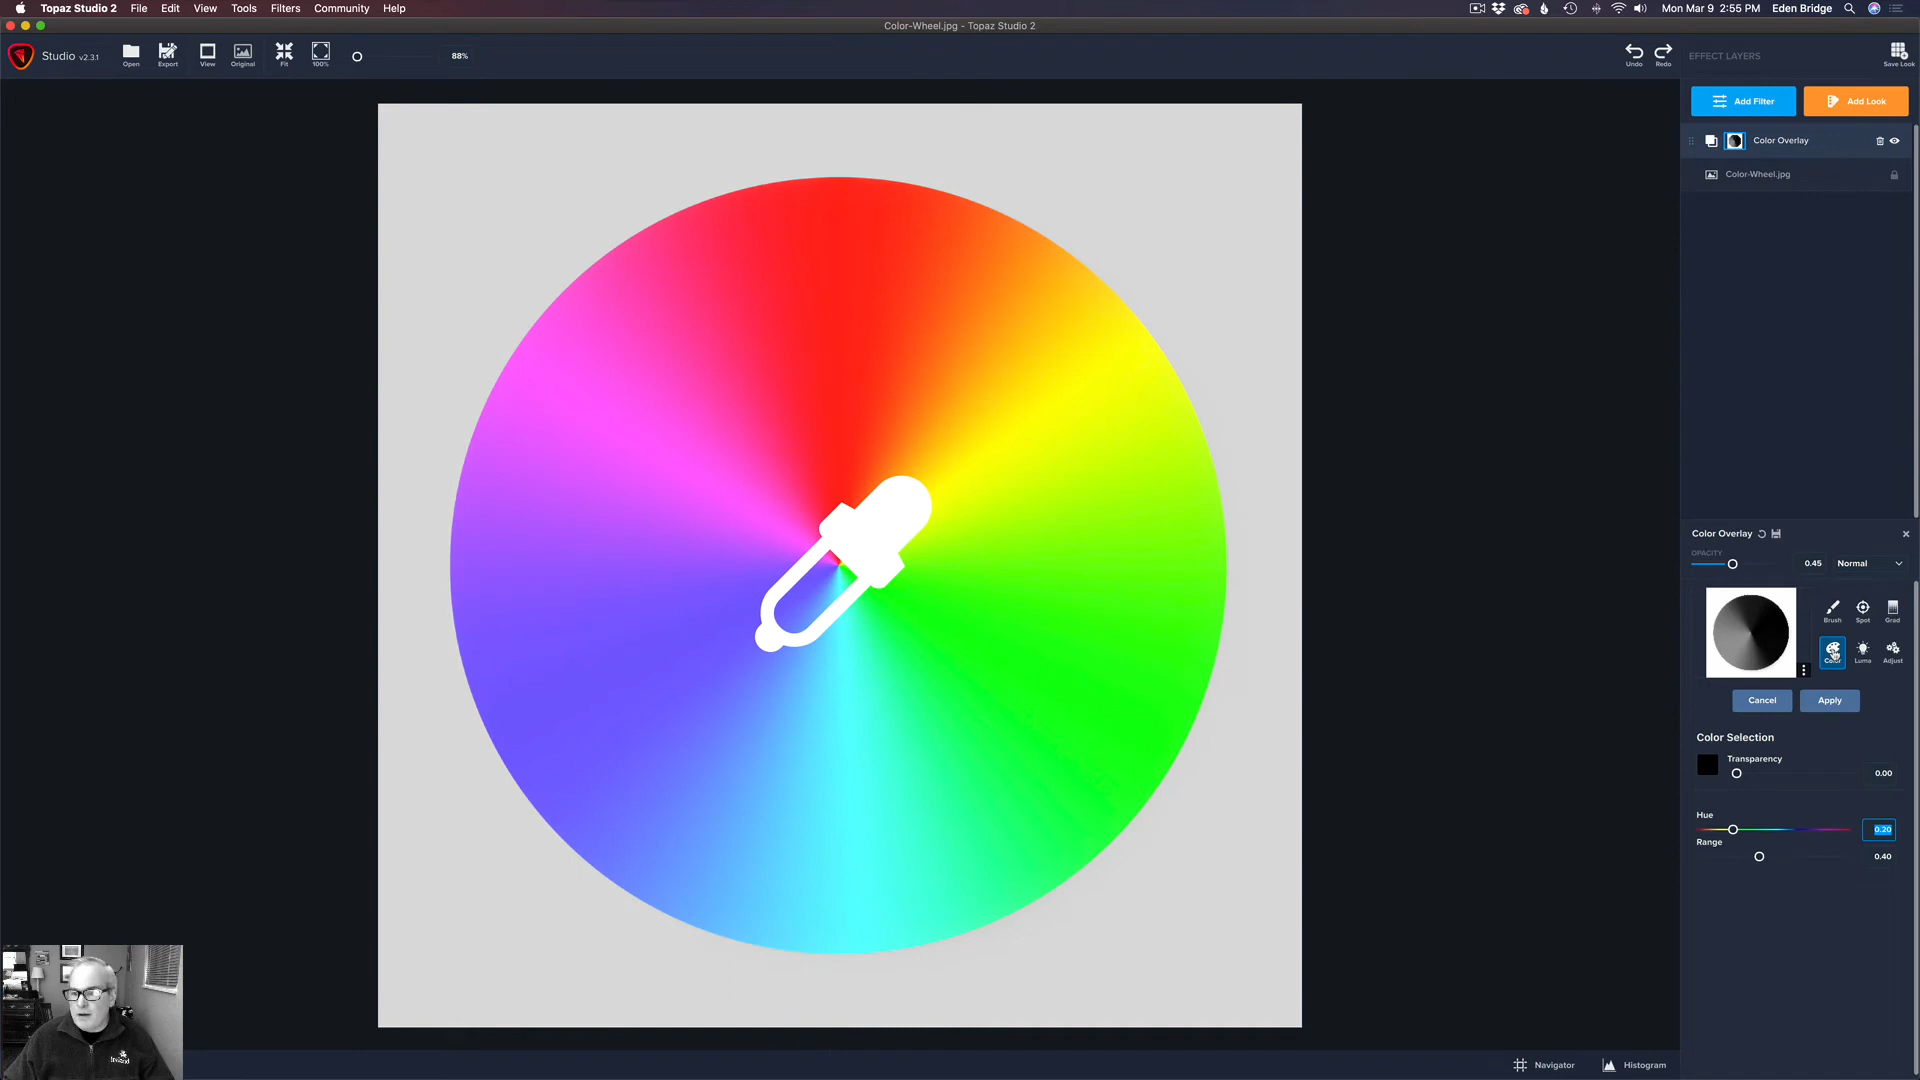 Topaz Studio 2 File Edit View Tools Filters Community Help Mon Mar 9 2:55 PM Eden Bridge
Color-Wheel.jpg - Topaz Studio 2
Studio v2.3.1 Open Export View Original Fit 100% 88% Undo Redo EFFECT LAYERS Save Look
Add Filter Add Look
Color Overlay
Color-Wheel.jpg
Color Overlay
OPACITY 0.45 Normal
Brush Spot Grad
Color Luma Adjust
Cancel Apply
Color Selection
Transparency
0.00
Hue
0.20
Range
0.40
Ireland
Navigator Histogram